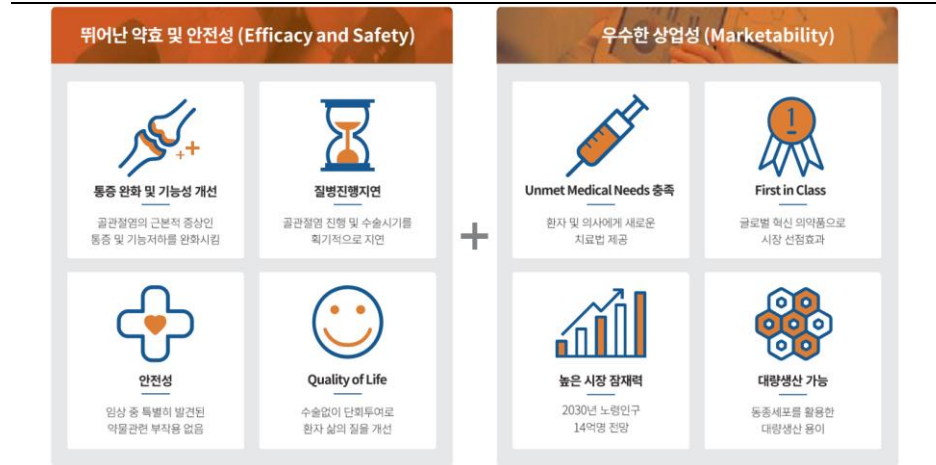 뛰어난 약효 및 안전성 (Efficacy and Safety)
통증 완화 및 기능성 개선
골관절염의 근본적 증상인
통증 및 기능저하를 완화시킴
질병진행지연
골관절염 진행 및 수술시기를
획기적으로 지연
안전성
임상 중 특별히 발견된
약물관련 부작용 없음
Quality of Life
수술없이 단회투여로
환자 삶의 질을 개선
+
우수한 상업성 (Marketability)
Unmet Medical Needs 충족
환자 및 의사에게 새로운
치료법 제공
1
First in Class
글로벌 혁신 의약품으로
시장 선점효과
높은 시장 잠재력
2030년 노령인구
14억명 전망
대량생산 가능
동종세포를 활용한
대량생산 용이